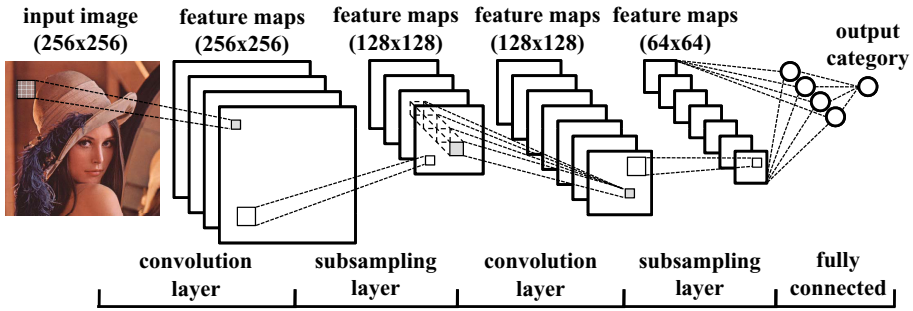 input image
(256x256)
feature maps
(256x256)
feature maps
(128x128)
feature maps
(128x128)
feature maps
(64x64)
output
category
convolution
layer
subsampling
layer
convolution
layer
subsampling
layer
fully
connected